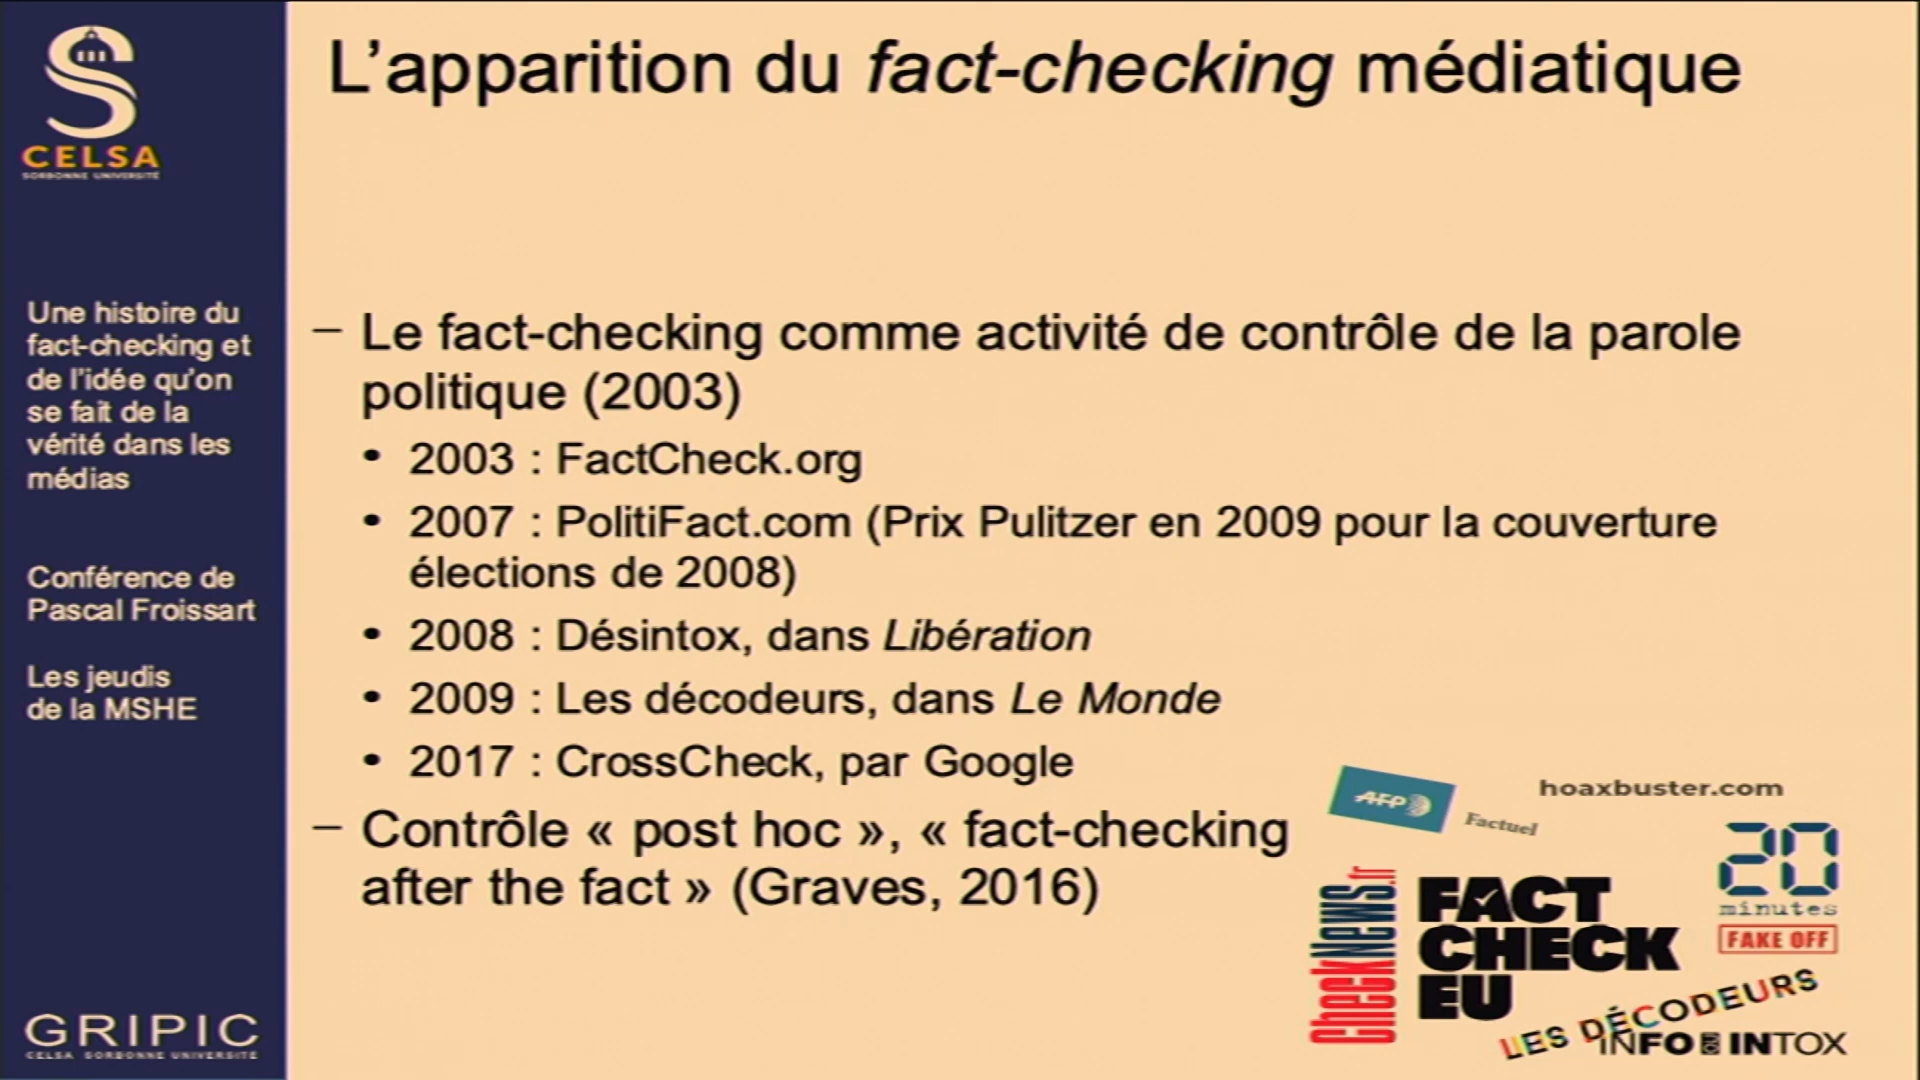 CELSA
SORBONNE UNIVERSITÉ
L’apparition du fact-checking médiatique
Une histoire du
fact-checking et
de l’idée qu’on
se fait de la
vérité dans les
médias
Conférence de
Pascal Froissart
Les jeudis
de la MSHE
GRIPIC
CELSA SORBONNE UNIVERSITÉ
– Le fact-checking comme activité de contrôle de la parole
politique (2003)
• 2003 : FactCheck.org
• 2007 : PolitiFact.com (Prix Pulitzer en 2009 pour la couverture
élections de 2008)
• 2008 : Désintox, dans Libération
• 2009 : Les décodeurs, dans Le Monde
• 2017 : CrossCheck, par Google
– Contrôle « post hoc », « fact-checking
after the fact » (Graves, 2016)
AFP
Factuel
hoaxbuster.com
CheckNews.fr
FACT
CHECK
EU
20
minutes
FAKE OFF
LES DÉCODEURS
INFO OU INTOX